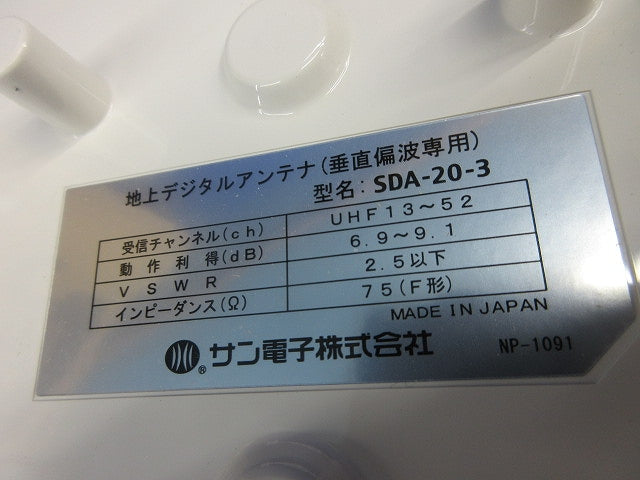 地上デジタルアンテナ(垂直偏波専用)
型名: SDA-20-3
受信チャンネル(ch) UHF13～52
動作利得(dB) 6.9～9.1
VSWR 2.5以下
インピーダンス(Ω) 75(F形)
MADE IN JAPAN
® サン電子株式会社 NP-1091